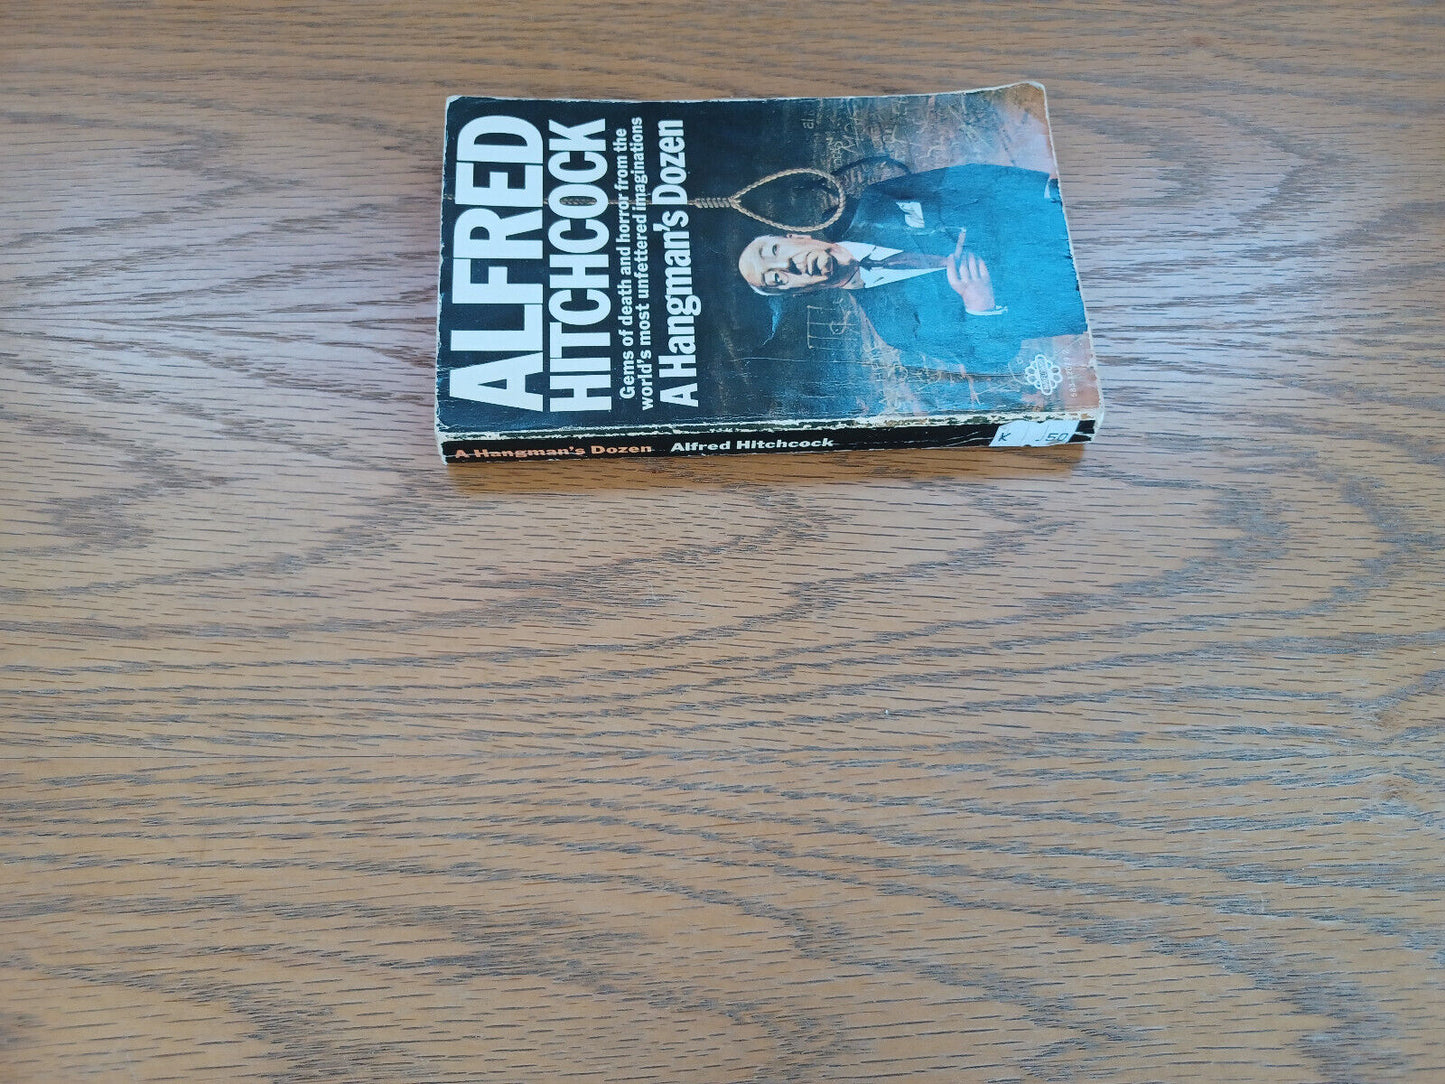 ALFRED
HITCHCOCK
Gems of death and horror from the
world's most unfettered imaginations
A Hangman's Dozen
A Hangman's Dozen Alfred Hitchcock
K .50